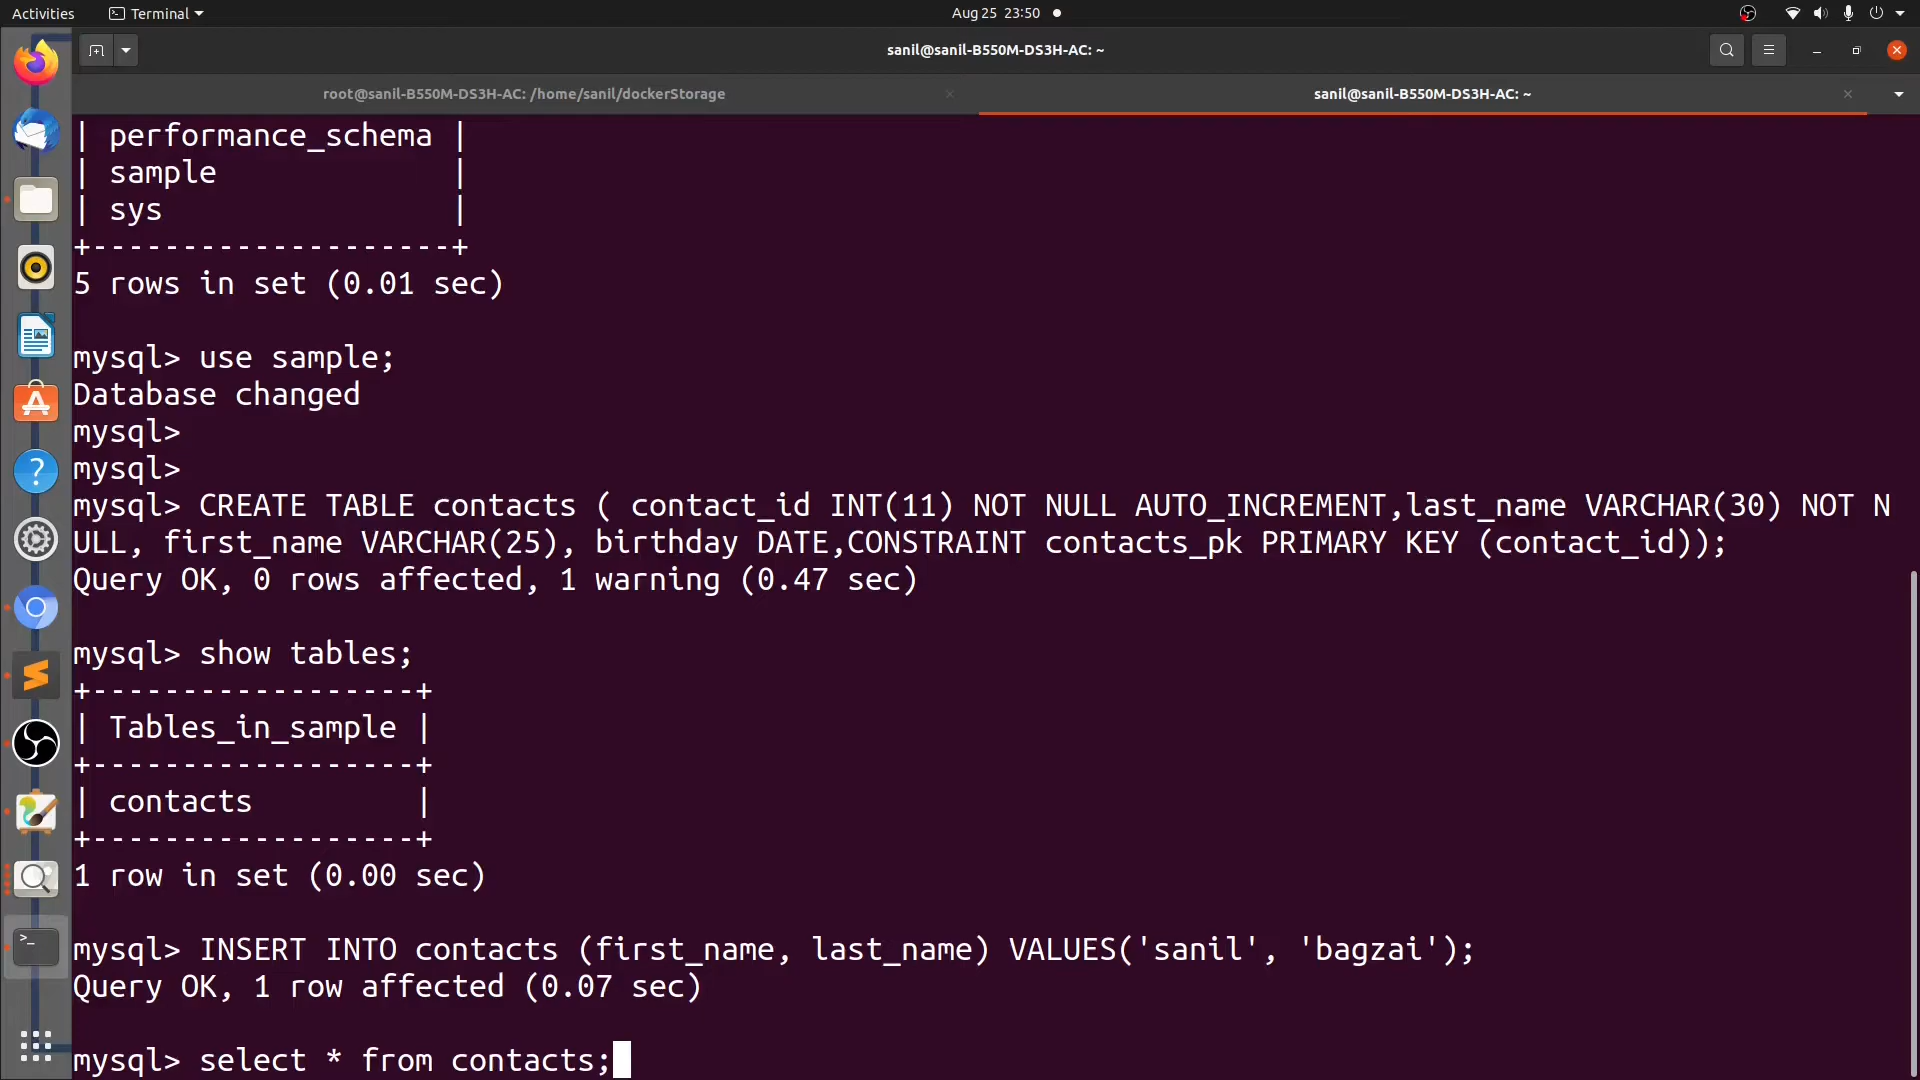 Activities Terminal Aug 25 23:50
sanil@sanil-B550M-DS3H-AC: ~
root@sanil-B550M-DS3H-AC: /home/sanil/dockerStorage sanil@sanil-B550M-DS3H-AC: ~
| performance_schema |
| sample             |
| sys                |
+--------------------+
5 rows in set (0.01 sec)
mysql> use sample;
Database changed
mysql>
mysql>
mysql> CREATE TABLE contacts ( contact_id INT(11) NOT NULL AUTO_INCREMENT,last_name VARCHAR(30) NOT N
ULL, first_name VARCHAR(25), birthday DATE,CONSTRAINT contacts_pk PRIMARY KEY (contact_id));
Query OK, 0 rows affected, 1 warning (0.47 sec)
mysql> show tables;
+------------------+
| Tables_in_sample |
+------------------+
| contacts         |
+------------------+
1 row in set (0.00 sec)
mysql> INSERT INTO contacts (first_name, last_name) VALUES('sanil', 'bagzai');
Query OK, 1 row affected (0.07 sec)
mysql> select * from contacts;